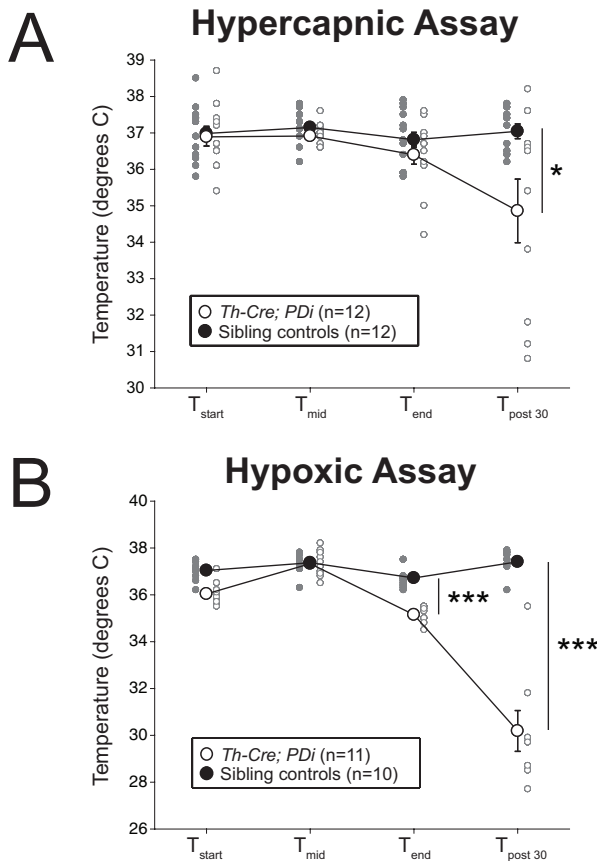 A
Hypercapnic Assay
Temperature (degrees C)
39
38
37
36
35
34
33
32
31
30
*
Th-Cre; PDi (n=12)
Sibling controls (n=12)
Tstart
Tmid
Tend
Tpost 30
B
Hypoxic Assay
Temperature (degrees C)
40
38
36
34
32
30
28
26
***
***
Th-Cre; PDi (n=11)
Sibling controls (n=10)
Tstart
Tmid
Tend
Tpost 30